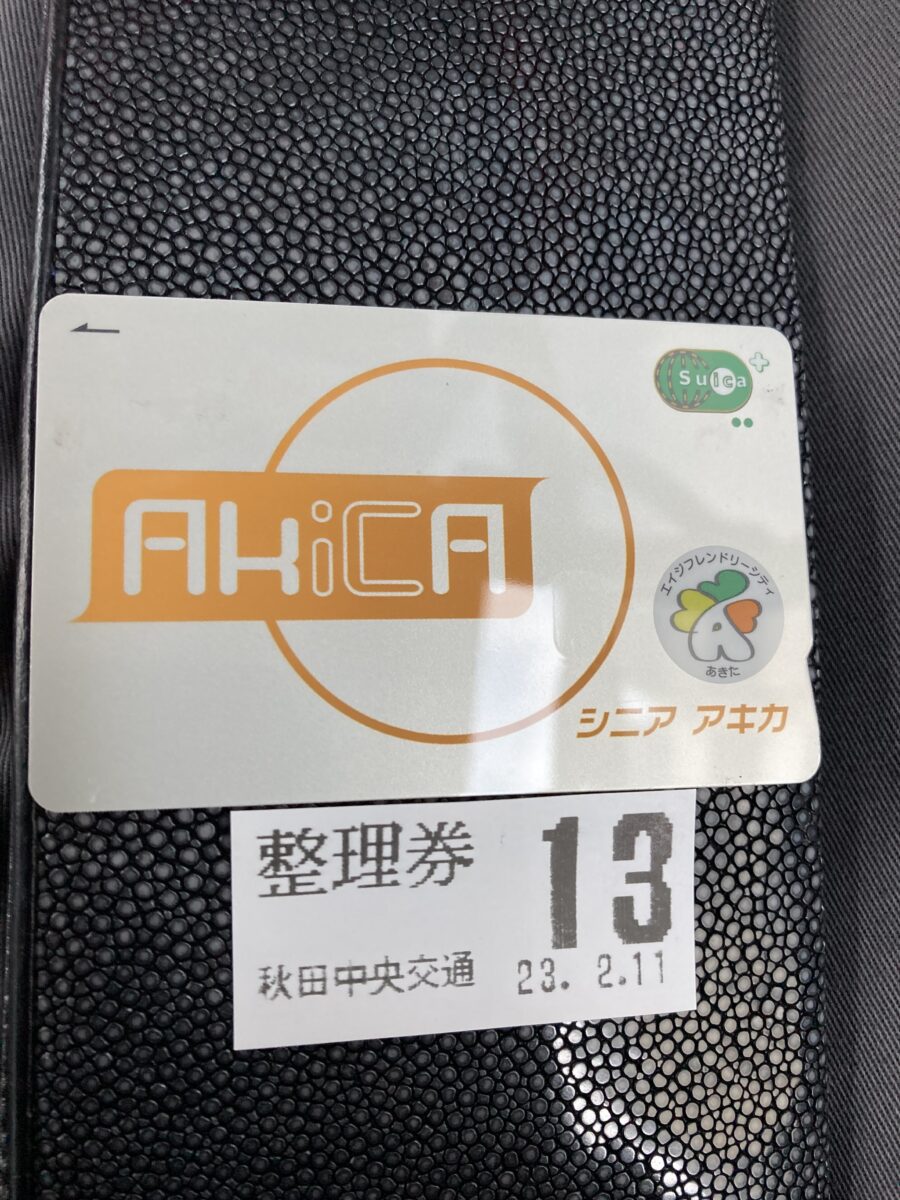 Suica
AkiCA
エイジフレンドリーシティ
あきた
シニア アキカ
整理券 13
秋田中央交通 23. 2.11